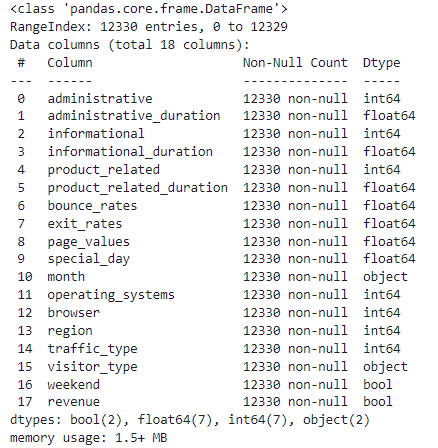 <class 'pandas.core.frame.DataFrame'>
RangeIndex: 12330 entries, 0 to 12329
Data columns (total 18 columns):
 #   Column                   Non-Null Count  Dtype
---  ------                   --------------  -----
 0   administrative           12330 non-null  int64
 1   administrative_duration  12330 non-null  float64
 2   informational            12330 non-null  int64
 3   informational_duration   12330 non-null  float64
 4   product_related          12330 non-null  int64
 5   product_related_duration 12330 non-null  float64
 6   bounce_rates             12330 non-null  float64
 7   exit_rates               12330 non-null  float64
 8   page_values              12330 non-null  float64
 9   special_day              12330 non-null  float64
 10  month                    12330 non-null  object
 11  operating_systems        12330 non-null  int64
 12  browser                  12330 non-null  int64
 13  region                   12330 non-null  int64
 14  traffic_type             12330 non-null  int64
 15  visitor_type             12330 non-null  object
 16  weekend                  12330 non-null  bool
 17  revenue                  12330 non-null  bool
dtypes: bool(2), float64(7), int64(7), object(2)
memory usage: 1.5+ MB